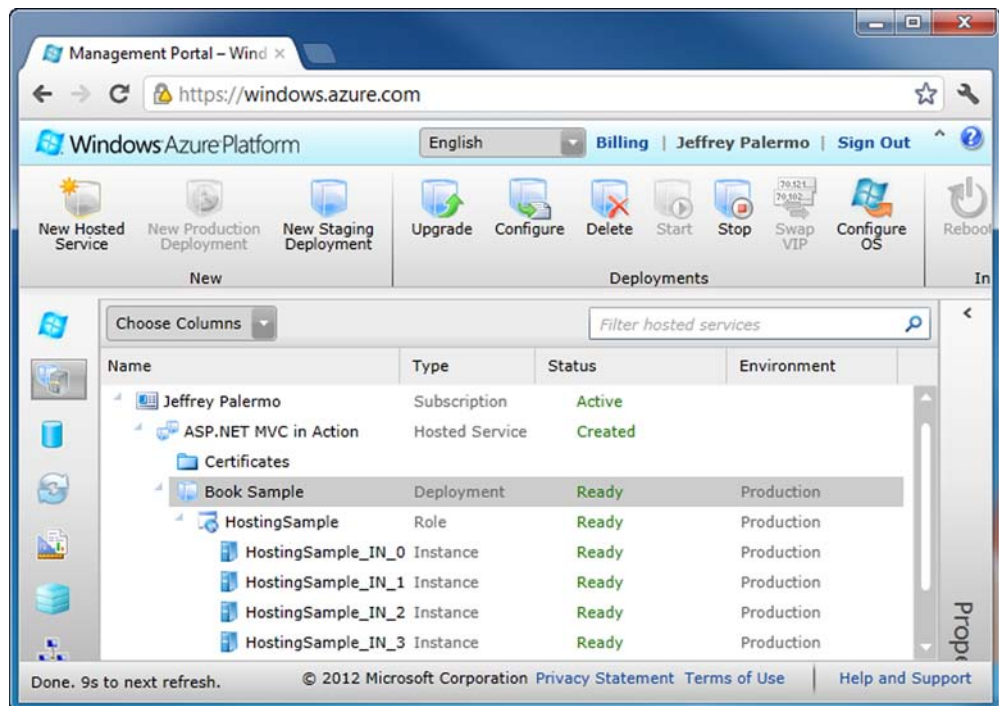 Management Portal – Wind
https://windows.azure.com
Windows Azure Platform
English
Billing | Jeffrey Palermo | Sign Out
New Hosted Service
New Production Deployment
New Staging Deployment
Upgrade
Configure
Delete
Start
Stop
Swap VIP
Configure OS
Reboot
New
Deployments
In
Choose Columns
Filter hosted services
Name Type Status Environment
Jeffrey Palermo Subscription Active
ASP.NET MVC in Action Hosted Service Created
Certificates
Book Sample Deployment Ready Production
HostingSample Role Ready Production
HostingSample_IN_0 Instance Ready Production
HostingSample_IN_1 Instance Ready Production
HostingSample_IN_2 Instance Ready Production
HostingSample_IN_3 Instance Ready Production
Prope
Done. 9s to next refresh.
© 2012 Microsoft Corporation Privacy Statement Terms of Use | Help and Support